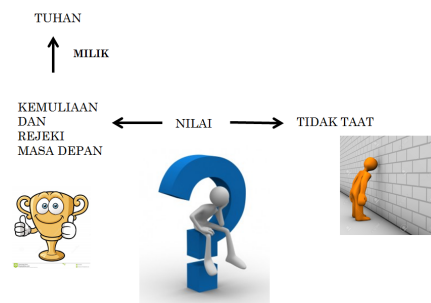 TUHAN
MILIK
KEMULIAAN
DAN
REJEKI
MASA DEPAN
NILAI
TIDAK TAAT